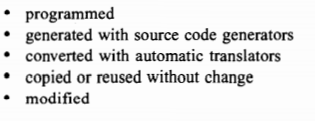 • programmed
• generated with source code generators
• converted with automatic translators
• copied or reused without change
• modified